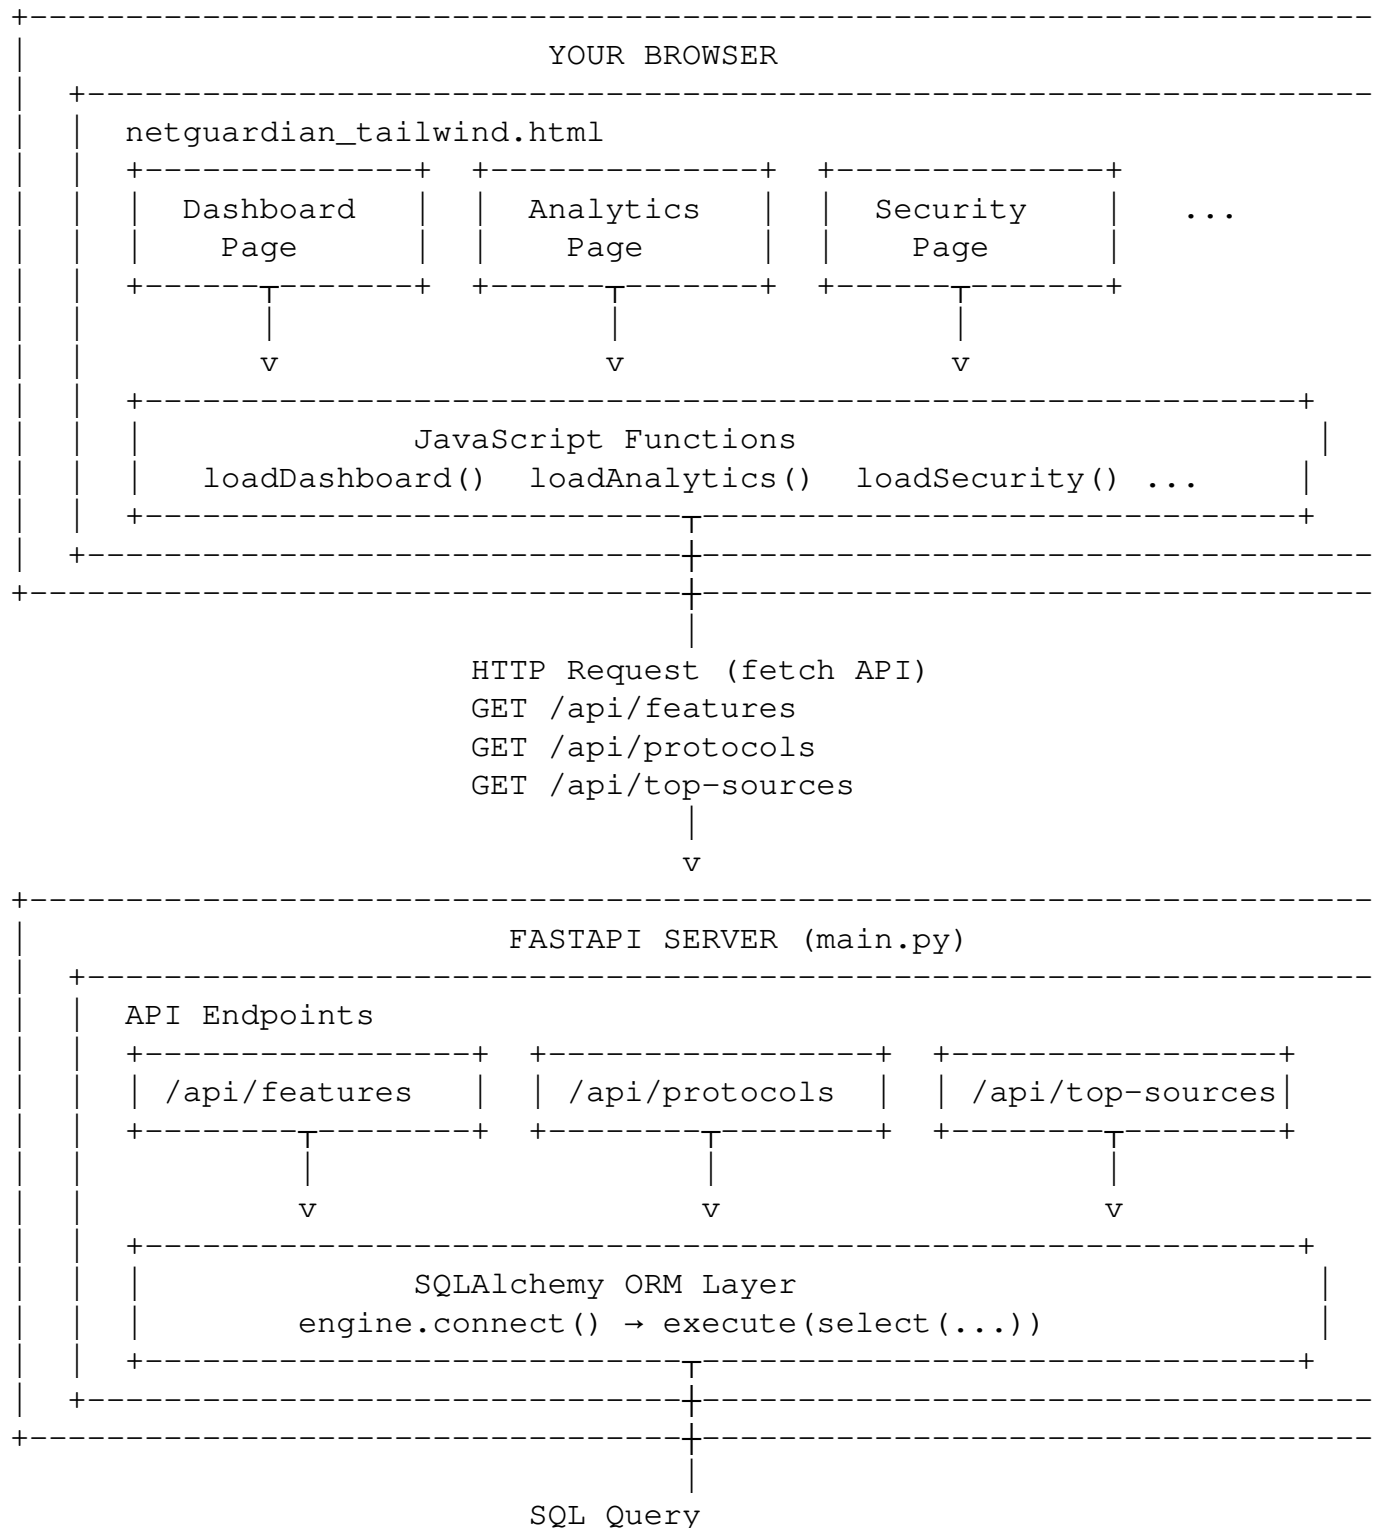 YOUR BROWSER
netguardian_tailwind.html
Dashboard Page
Analytics Page
Security Page
...
v v v
JavaScript Functions
loadDashboard() loadAnalytics() loadSecurity() ...
HTTP Request (fetch API)
GET /api/features
GET /api/protocols
GET /api/top-sources
v
FASTAPI SERVER (main.py)
API Endpoints
/api/features /api/protocols /api/top-sources
v v v
SQLAlchemy ORM Layer
engine.connect() → execute(select(...))
SQL Query